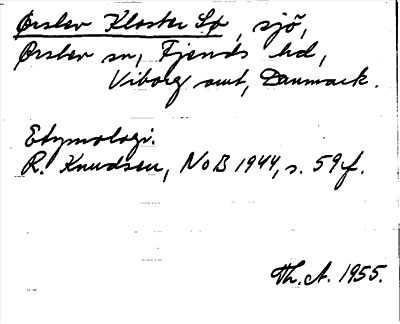 Ørslev Kloster Sø, sjö,
Ørslev sn, Fjends hd,
Viborg amt, Danmark.
Etymologi.
R. Knudsen, NoB 1944, s. 59 f.
Th. A. 1955.